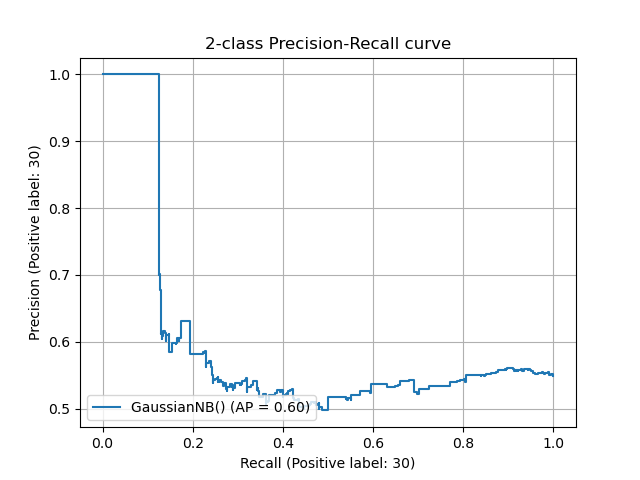 2-class Precision-Recall curve
1.0
0.9
0.8
0.7
0.6
0.5
Precision (Positive label: 30)
GaussianNB() (AP = 0.60)
0.0 0.2 0.4 0.6 0.8 1.0
Recall (Positive label: 30)